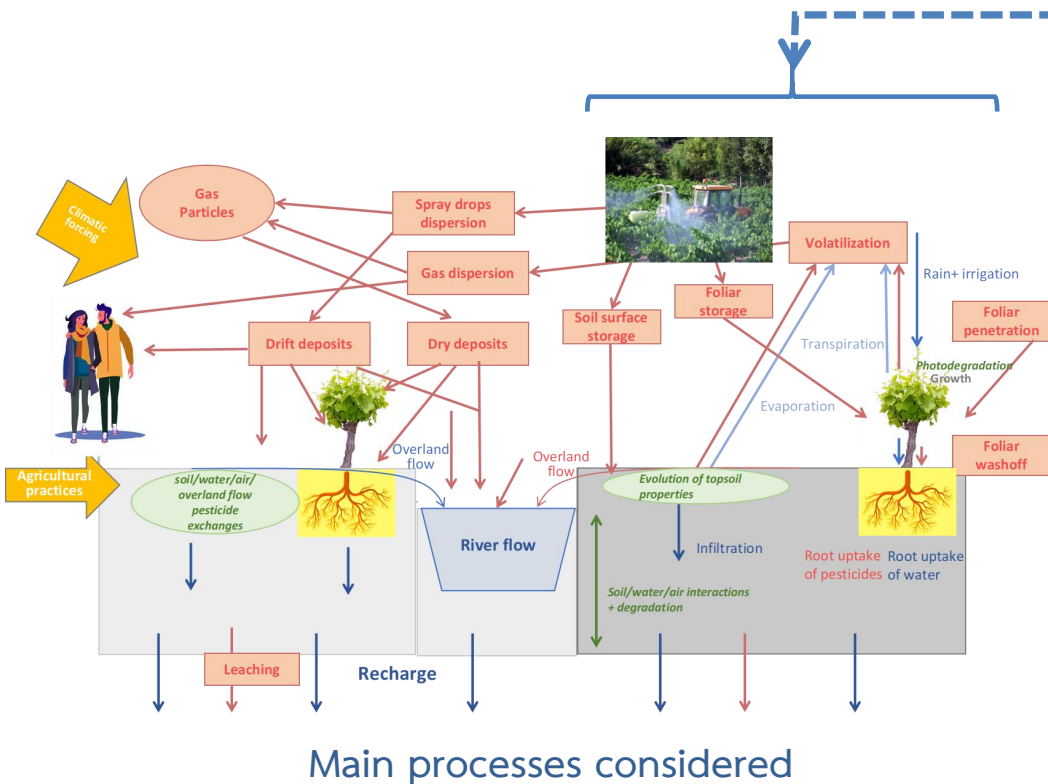 Climatic
forcing
Gas
Particles
Spray drops
dispersion
Gas dispersion
Volatilization
Rain+ irrigation
Soil surface
storage
Foliar
storage
Foliar
penetration
Drift deposits
Dry deposits
Transpiration
Photodegradation
Growth
Evaporation
Overland
flow
Overland
flow
Foliar
washoff
Agricultural
practices
soil/water/air/
overland flow
pesticide
exchanges
Evolution of topsoil
properties
River flow
Infiltration
Root uptake
of pesticides
Root uptake
of water
Soil/water/air interactions
+ degradation
Leaching
Recharge
Main processes considered